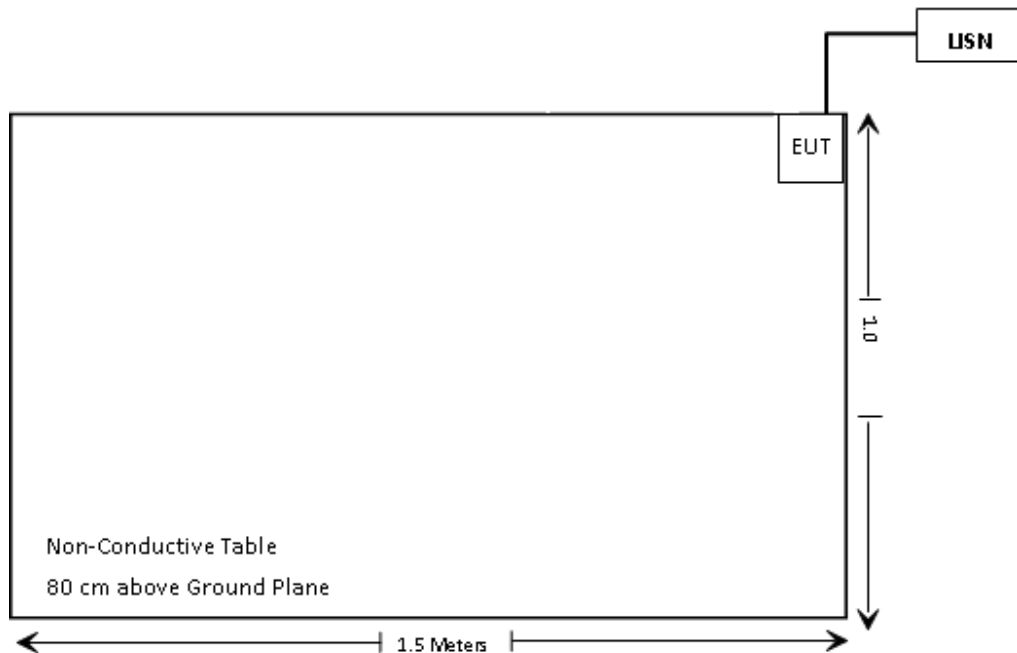 LISN
EUT
1.0
Non-Conductive Table
80 cm above Ground Plane
1.5 Meters